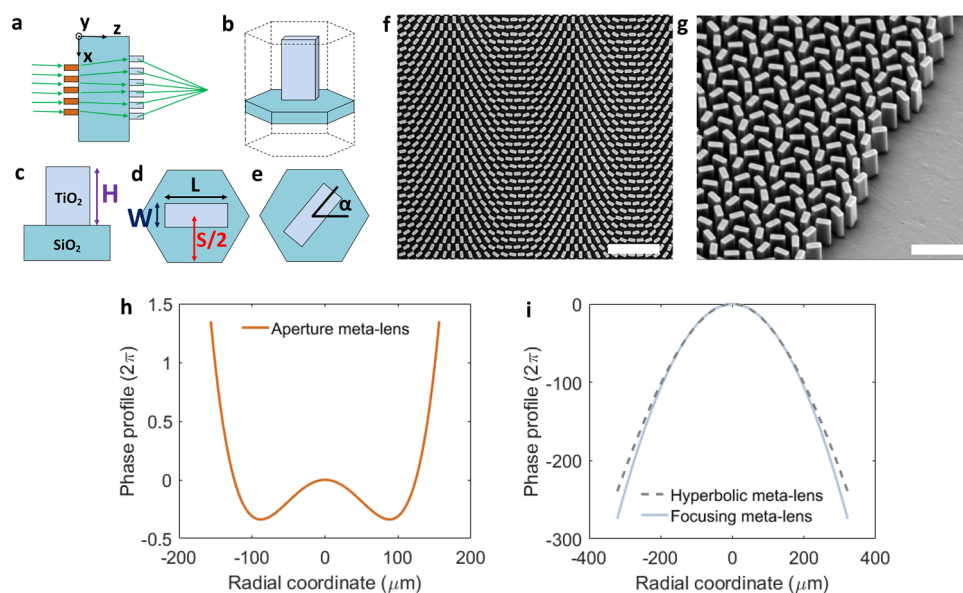 a
y
z
x
b
c
TiO₂
H
SiO₂
d
L
W
S/2
e
α
f
g
h
Aperture meta-lens
Phase profile (2π)
1.5
1
0.5
0
-0.5
-200
-100
0
100
200
Radial coordinate (μm)
i
Hyperbolic meta-lens
Focusing meta-lens
Phase profile (2π)
0
-100
-200
-300
-400
-200
0
200
400
Radial coordinate (μm)